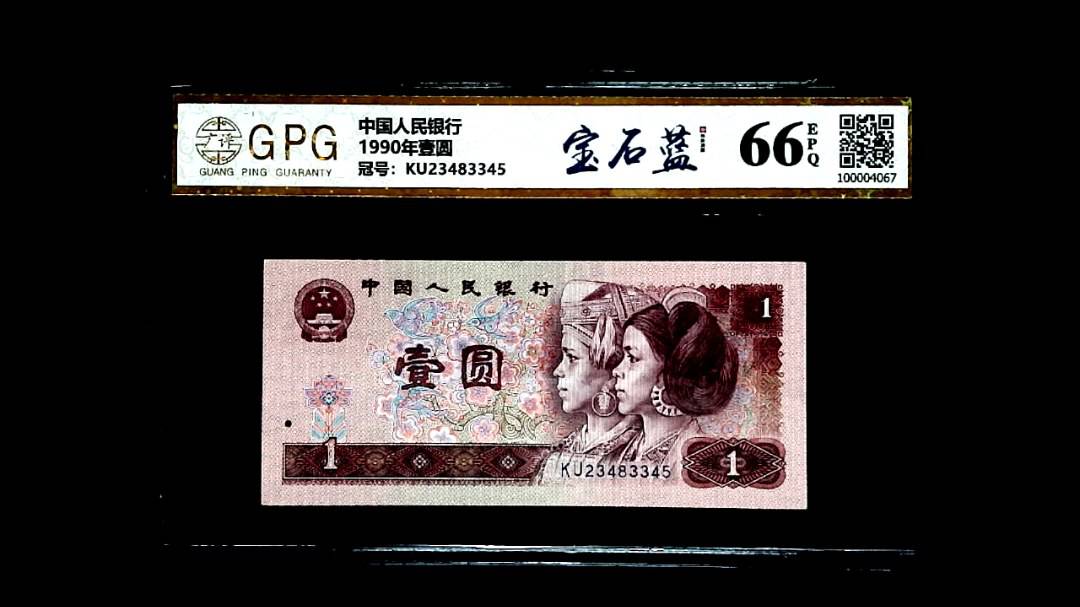 广评
GPG
GUANG PING GUARANTY
中国人民银行
1990年壹圆
冠号：KU23483345
宝石蓝
66
EPQ
100004067
中国人民银行
1
壹圆
1
KU23483345
1